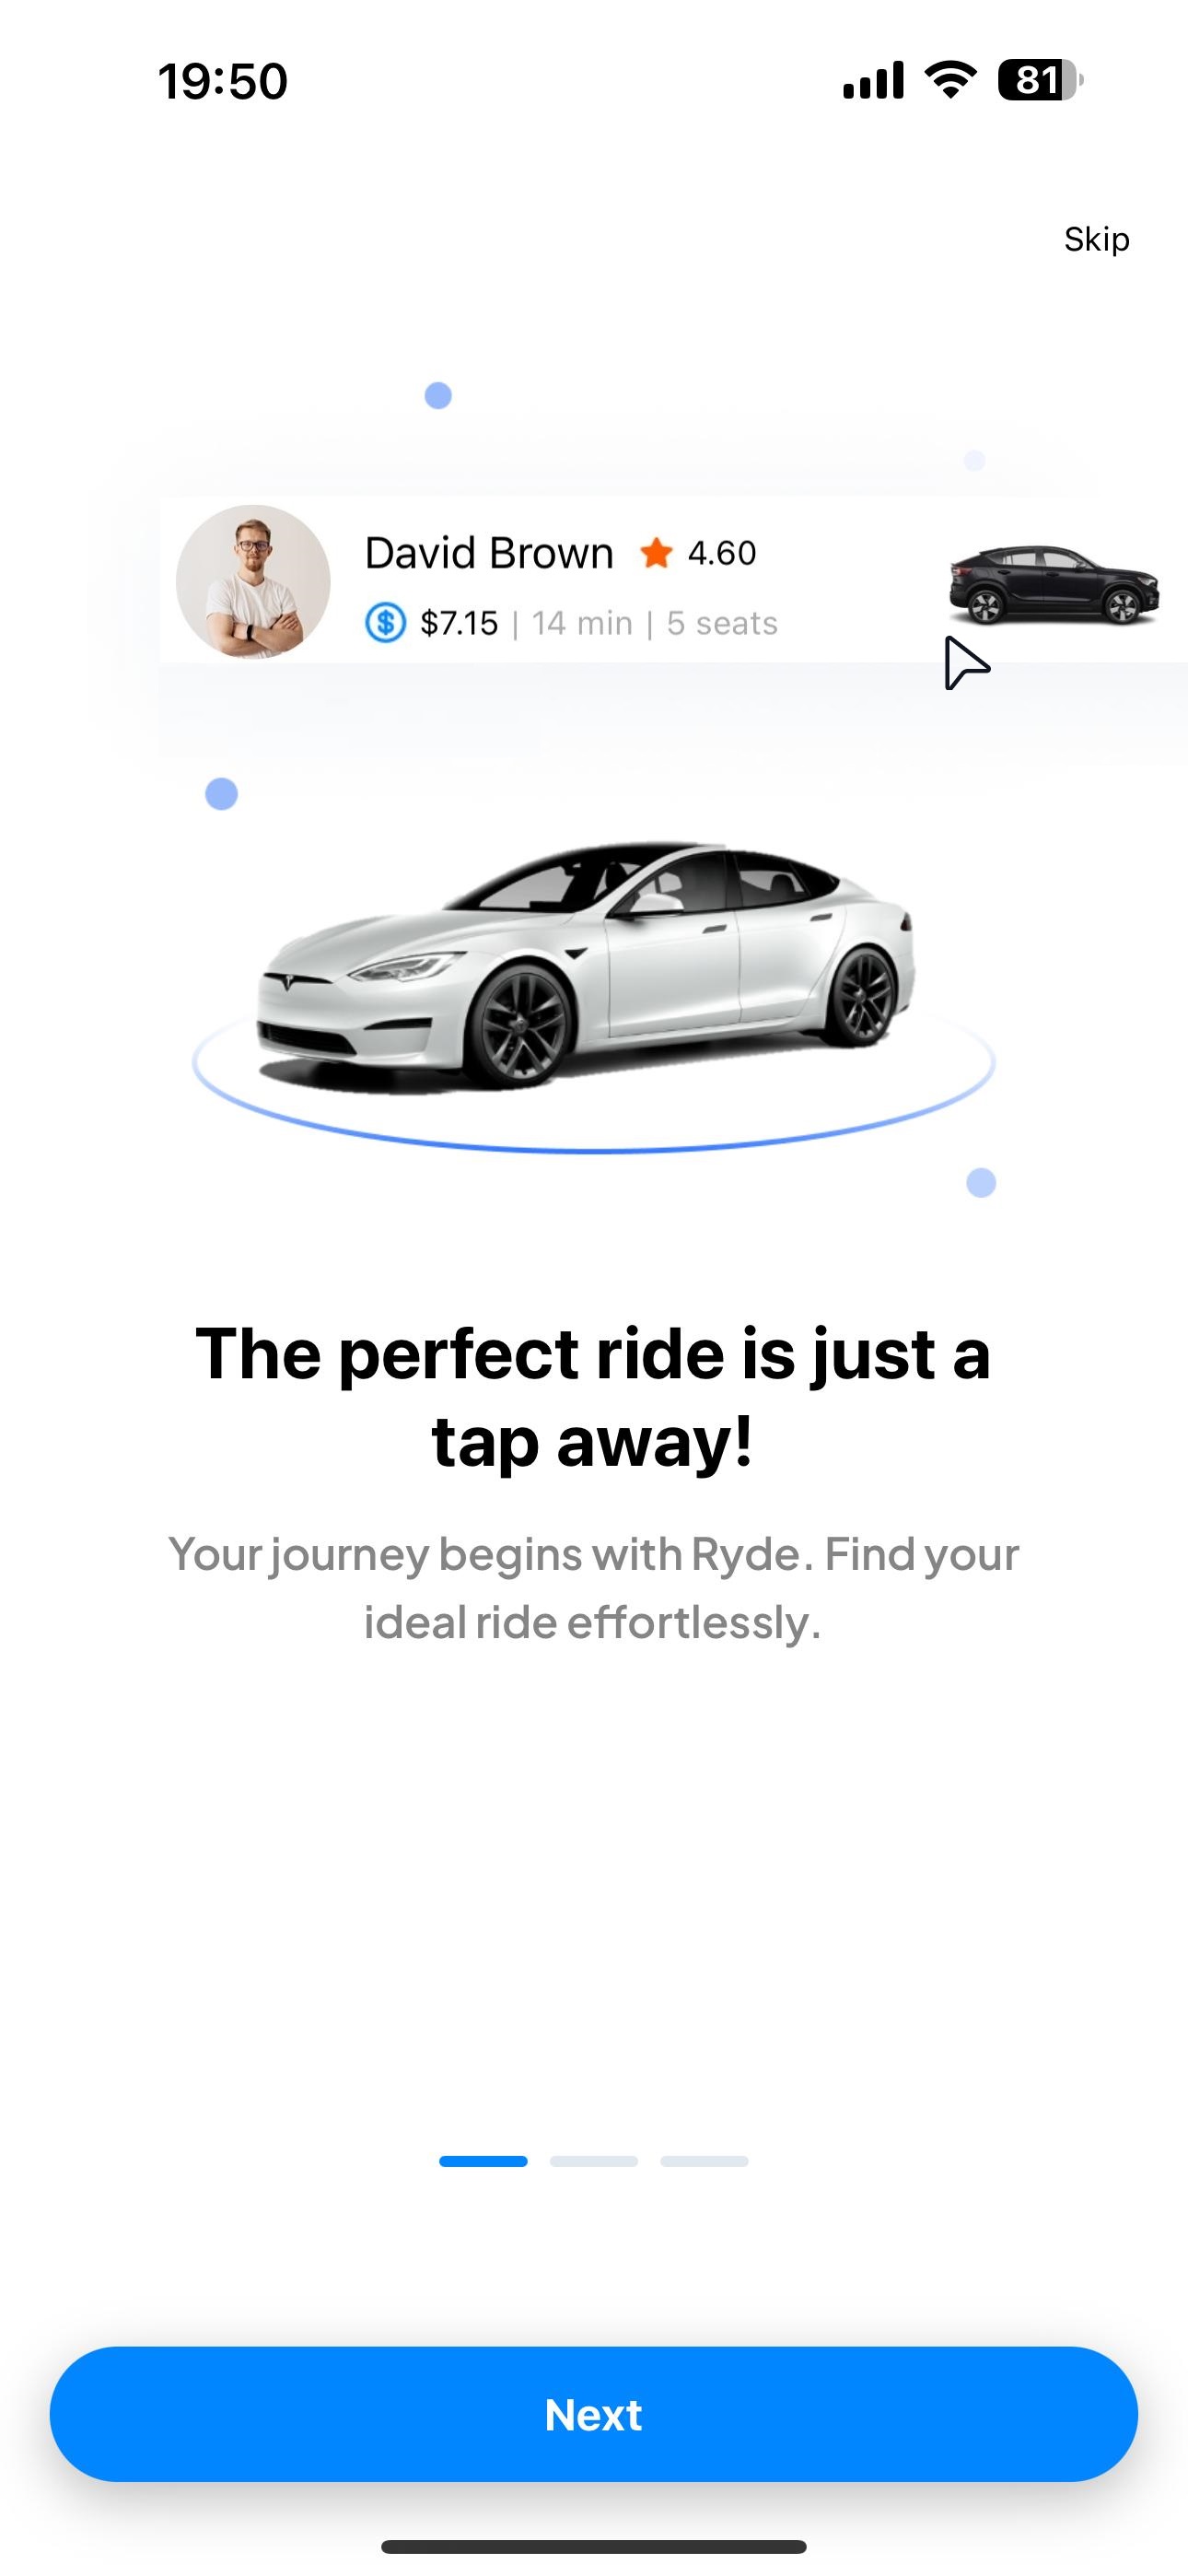 19:50
81
Skip
David Brown 4.60
$ $7.15 | 14 min | 5 seats
The perfect ride is just a
tap away!
Your journey begins with Ryde. Find your
ideal ride effortlessly.
Next